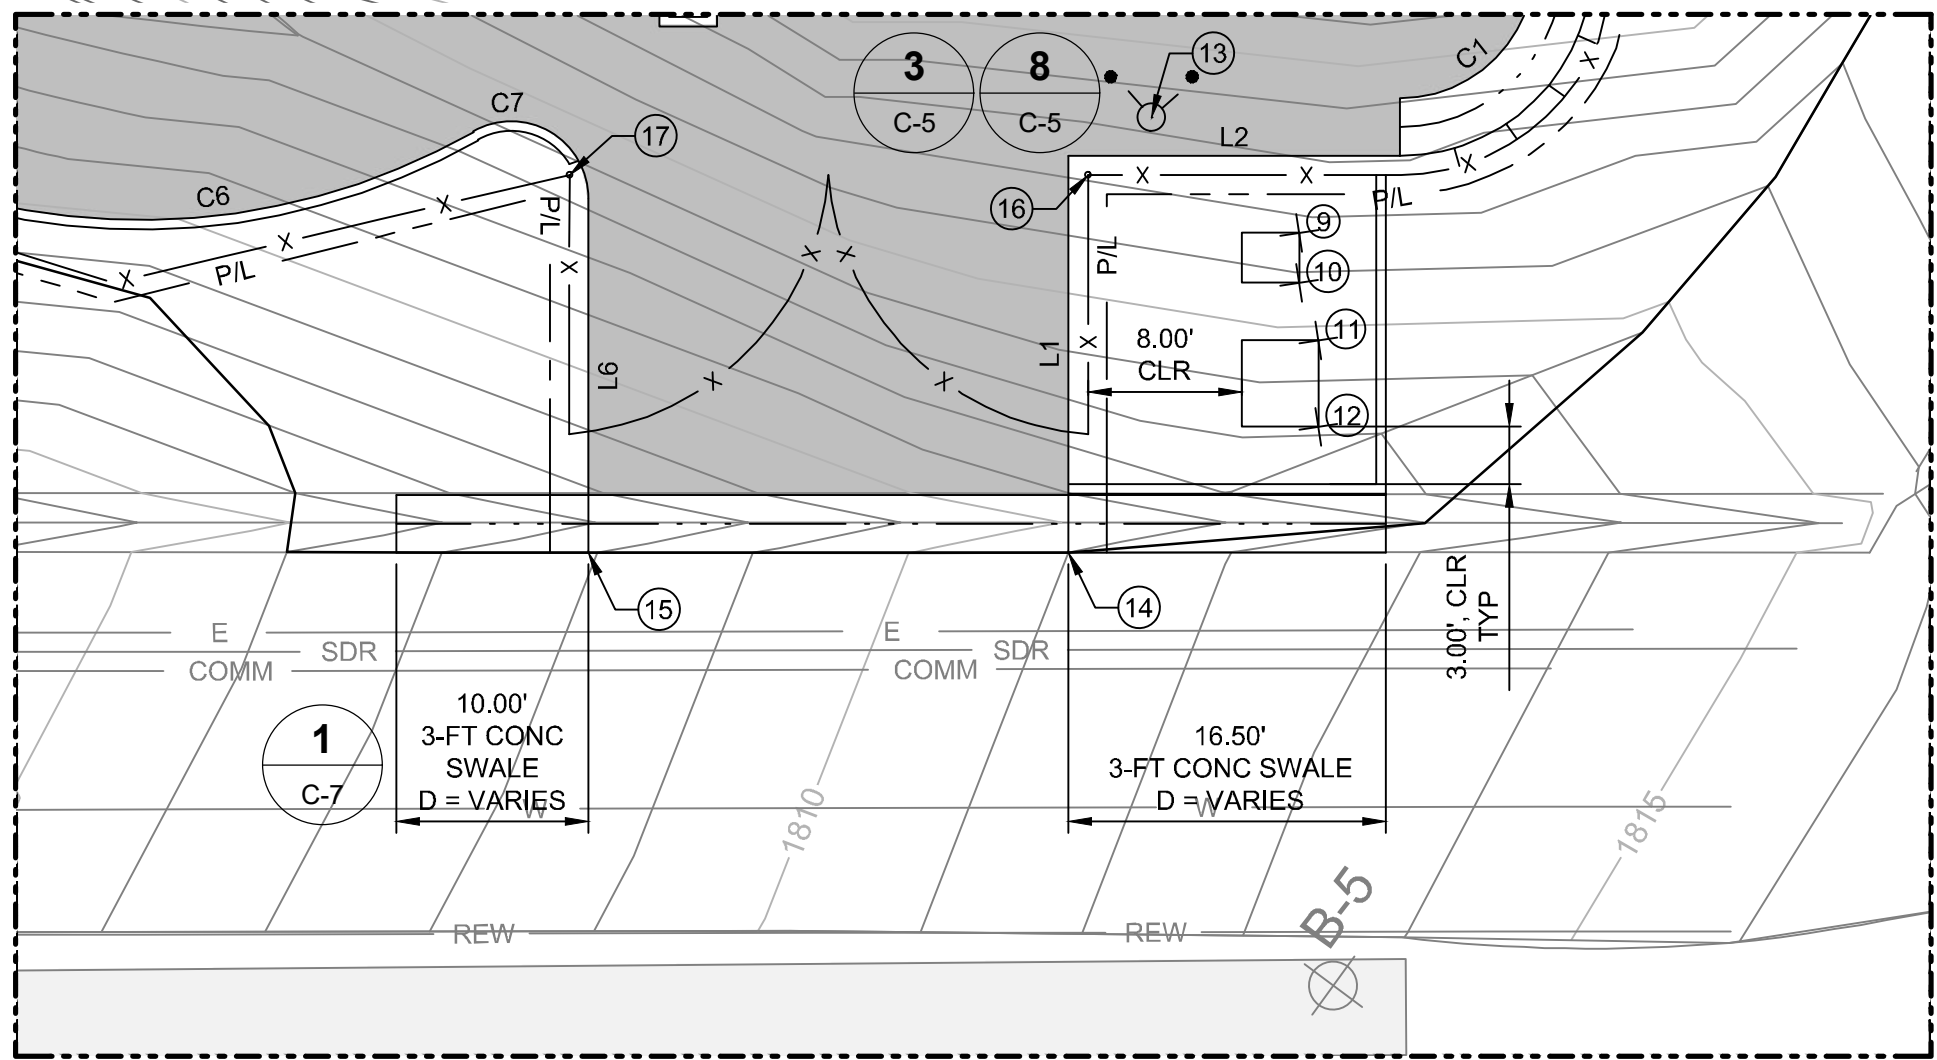 3
C-5
8
C-5
13
C1
C7
17
L2
X
X
X
X
X
C6
X
16
P/L
P/L
9
X
X
X
X
P/L
P/L
10
X
X
11
8.00'
CLR
L1
X
L6
X
X
12
15
14
3.00', CLR
TYP
E
E
SDR
SDR
COMM
COMM
10.00'
3-FT CONC
SWALE
D = VARIES
16.50'
3-FT CONC SWALE
D = VARIES
1
C-7
W
W
1810
1815
B-5
REW
REW